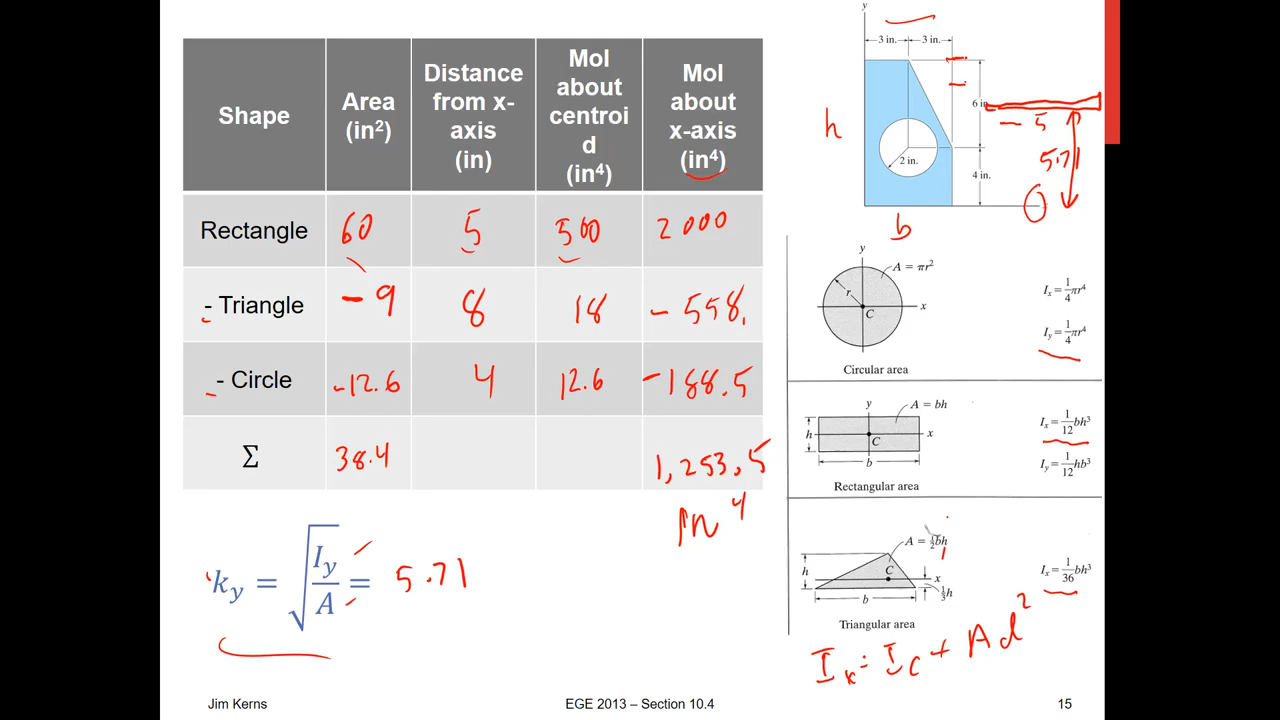 Shape
Area (in²)
Distance from x-axis (in)
MoI about centroi d (in⁴)
MoI about x-axis (in⁴)
Rectangle 60 5 500 2000
- Triangle -9 8 18 -558.
- Circle -12.6 4 12.6 -188.5
Σ 38.4 1,253.5
in⁴
k_y = √(I_y/A) = 5.71
y
3 in. 3 in.
6 in.
h
- 5
5.71
2 in.
4 in.
b
y
A = πr²
r
x
C
I_x = 1/4 πr⁴
I_y = 1/4 πr⁴
Circular area
y
A = bh
h
x
C
b
I_x = 1/12 bh³
I_y = 1/12 hb³
Rectangular area
A = 1/2 bh
h
C
x
1/3 h
b
I_x = 1/36 bh³
Triangular area
I_x = I_c + Ad²
Jim Kerns
EGE 2013 – Section 10.4
15